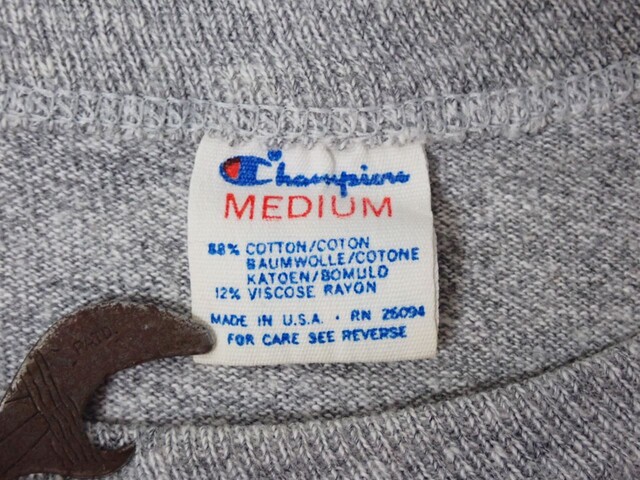 Champion
MEDIUM
88% COTTON/COTON
BAUMWOLLE/COTONE
KATOEN/BOMULD
12% VISCOSE RAYON
MADE IN U.S.A. • RN 26094
FOR CARE SEE REVERSE